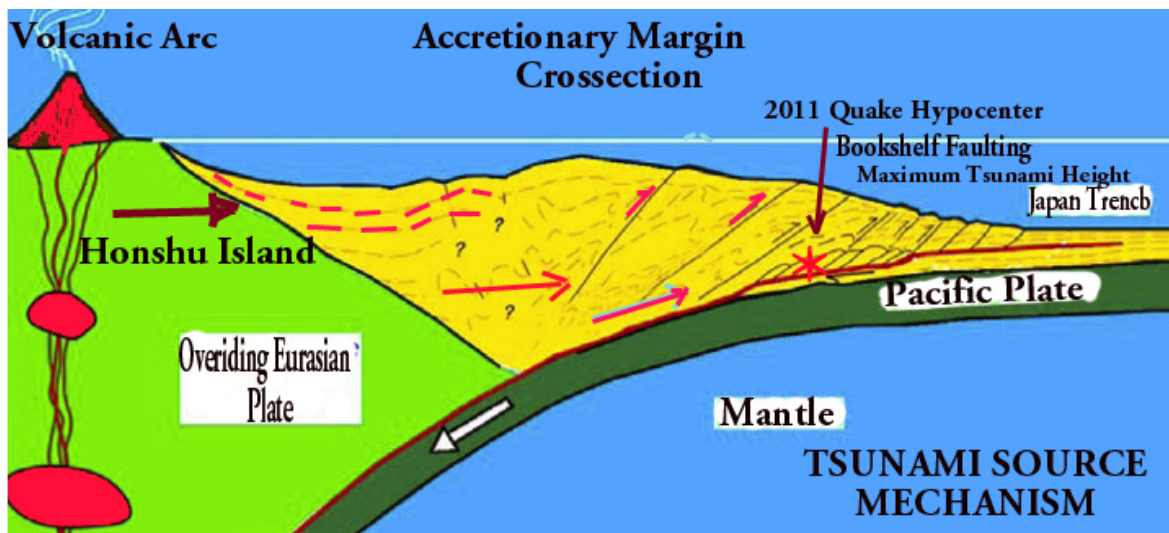 Volcanic Arc
Accretionary Margin
Crossection
2011 Quake Hypocenter
Bookshelf Faulting
Maximum Tsunami Height
Japan Trencb
Honshu Island
?
?
?
?
Pacific Plate
Overiding Eurasian
Plate
Mantle
TSUNAMI SOURCE
MECHANISM